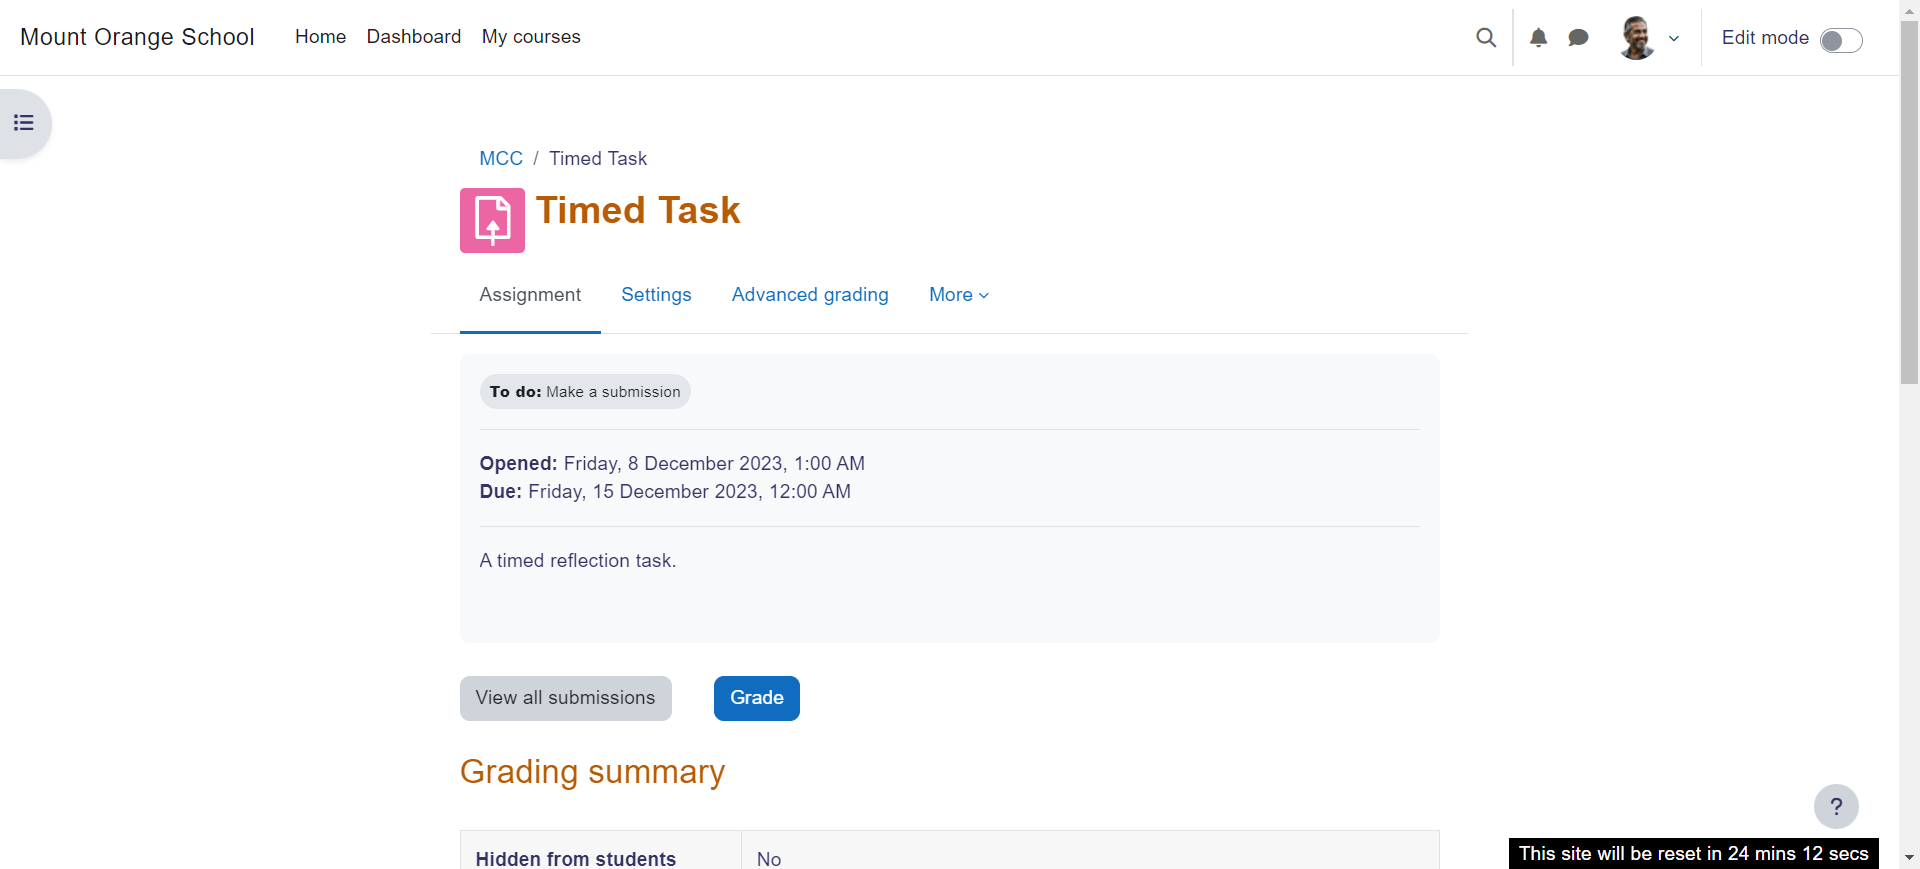 Mount Orange School Home Dashboard My courses Edit mode
MCC / Timed Task
Timed Task
Assignment Settings Advanced grading More
To do: Make a submission
Opened: Friday, 8 December 2023, 1:00 AM
Due: Friday, 15 December 2023, 12:00 AM
A timed reflection task.
View all submissions Grade
Grading summary
Hidden from students No
?
This site will be reset in 24 mins 12 secs